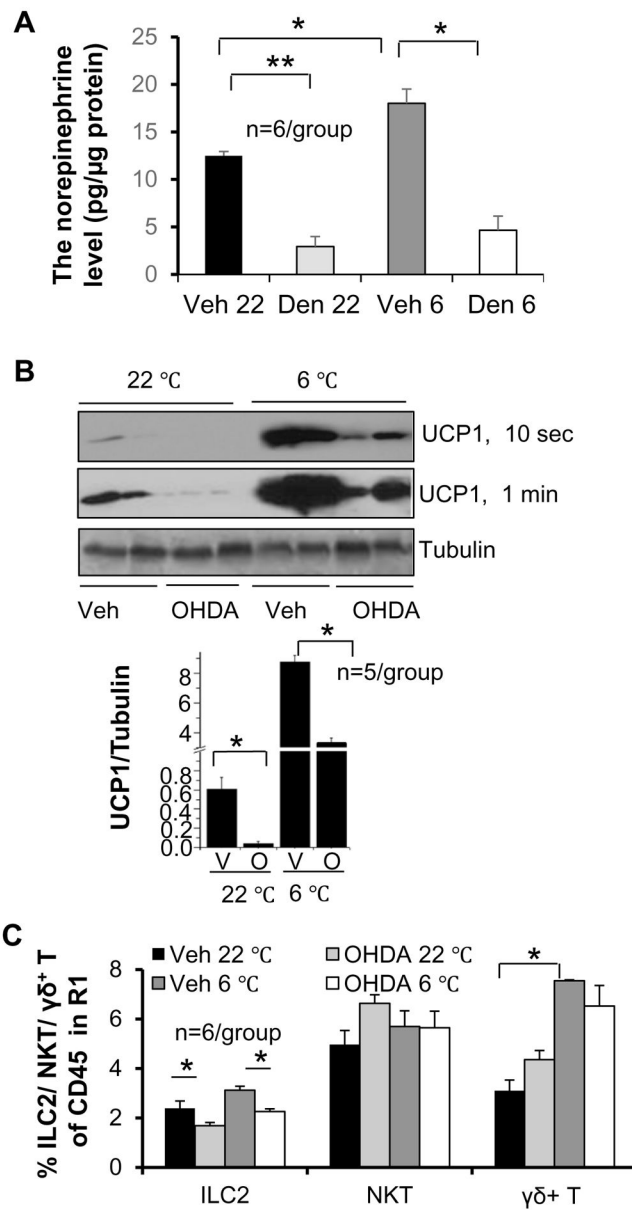 A
The norepinephrine
level (pg/µg protein)
25
20
15
10
5
0
*
*
**
n=6/group
Veh 22
Den 22
Veh 6
Den 6
B
22 ℃
6 ℃
UCP1, 10 sec
UCP1, 1 min
Tubulin
Veh
OHDA
Veh
OHDA
UCP1/Tubulin
8
6
4
0.8
0.6
0.4
0.2
0.0
*
*
n=5/group
V
O
V
O
22 ℃
6 ℃
C
% ILC2/ NKT/ γδ⁺ T
of CD45 in R1
8
6
4
2
0
Veh 22 ℃
OHDA 22 ℃
Veh 6 ℃
OHDA 6 ℃
n=6/group
*
*
*
ILC2
NKT
γδ+ T